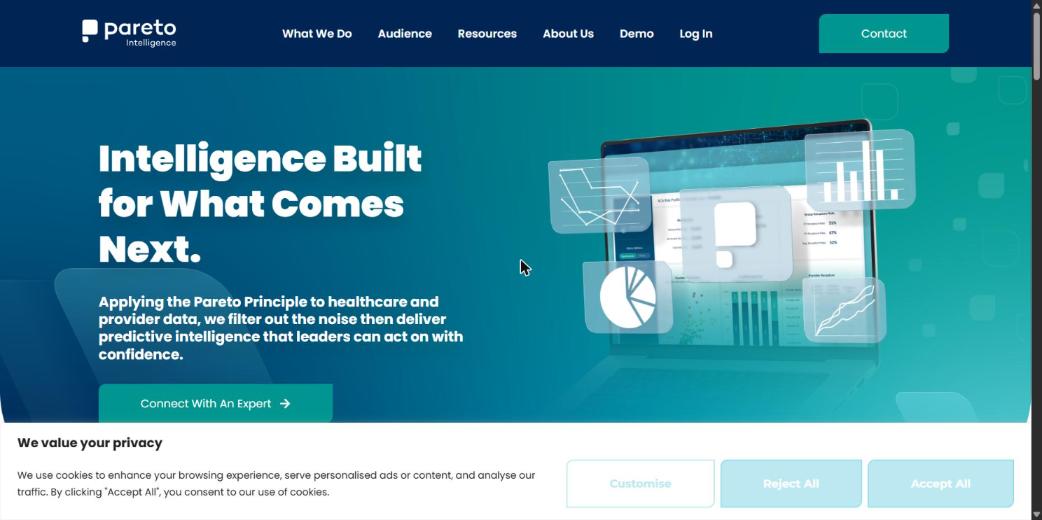 pareto
Intelligence
What We Do
Audience
Resources
About Us
Demo
Log In
Contact
Intelligence Built
for What Comes
Next.
Applying the Pareto Principle to healthcare and
provider data, we filter out the noise then deliver
predictive intelligence that leaders can act on with
confidence.
Connect With An Expert →
We value your privacy
We use cookies to enhance your browsing experience, serve personalised ads or content, and analyse our
traffic. By clicking "Accept All", you consent to our use of cookies.
Customise
Reject All
Accept All